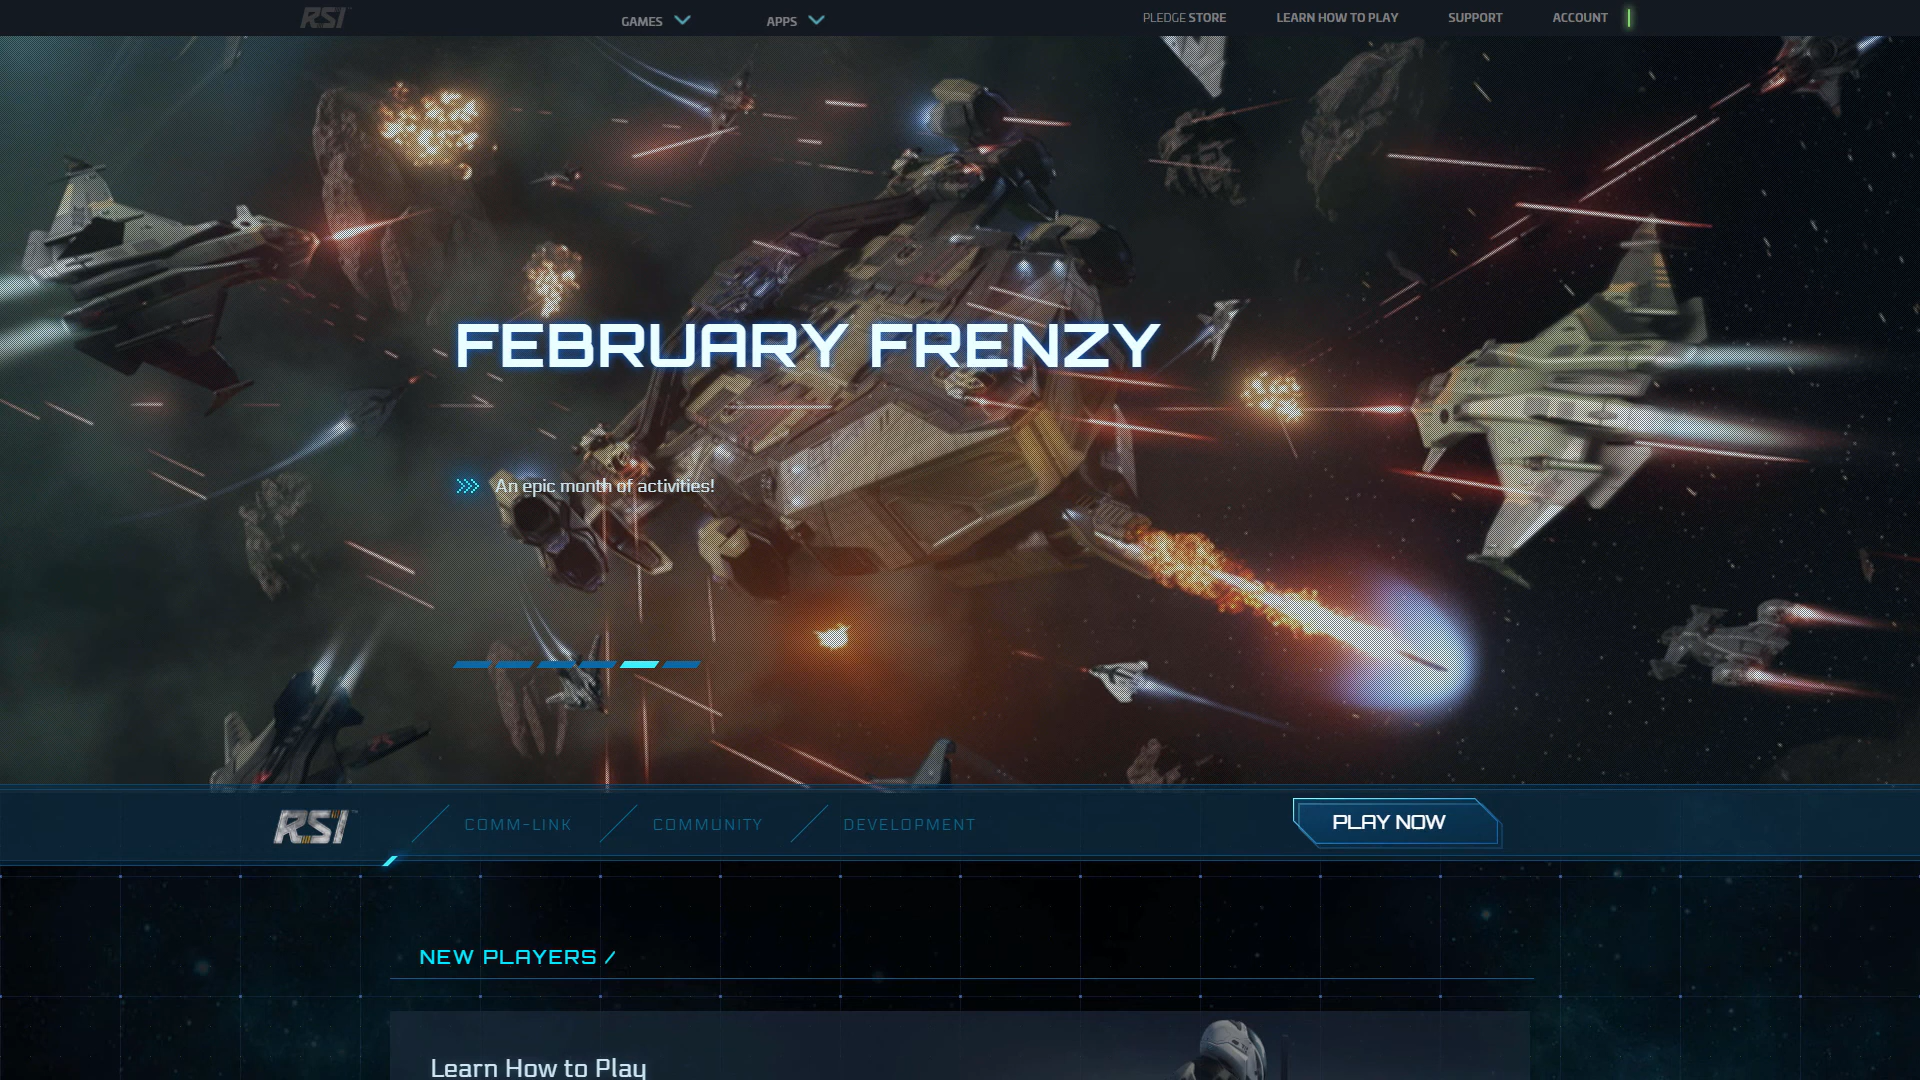 RSI
GAMES
APPS
PLEDGE STORE
LEARN HOW TO PLAY
SUPPORT
ACCOUNT
FEBRUARY FRENZY
An epic month of activities!
RSI
COMM-LINK
COMMUNITY
DEVELOPMENT
PLAY NOW
NEW PLAYERS /
Learn How to Play